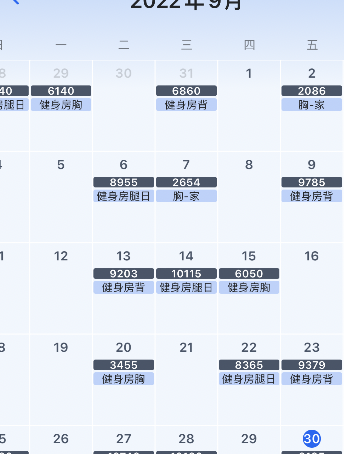 2022年9月
一 二 三 四 五
29 30 31 1 2
40 6140 6860 2086
房腿日 健身房胸 健身房背 胸-家
5 6 7 8 9
8955 2654 9785
健身房腿日 胸-家 健身房背
12 13 14 15 16
9203 10115 6050
健身房背 健身房腿日 健身房胸
19 20 21 22 23
3455 8365 9379
健身房胸 健身房腿日 健身房背
26 27 28 29 30